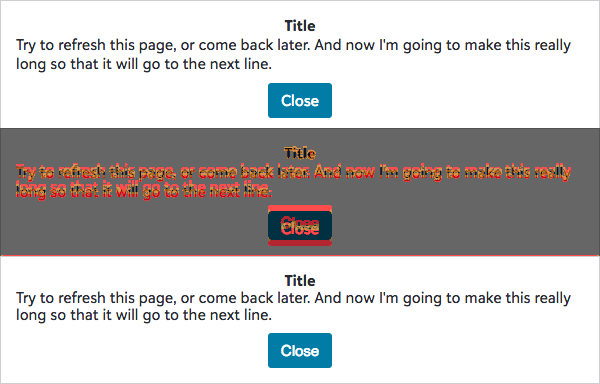 Title
Try to refresh this page, or come back later. And now I'm going to make this really
long so that it will go to the next line.
Close
Title
Try to refresh this page, or come back later. And now I'm going to make this really
long so that it will go to the next line.
Close
Close
Title
Try to refresh this page, or come back later. And now I'm going to make this really
long so that it will go to the next line.
Close